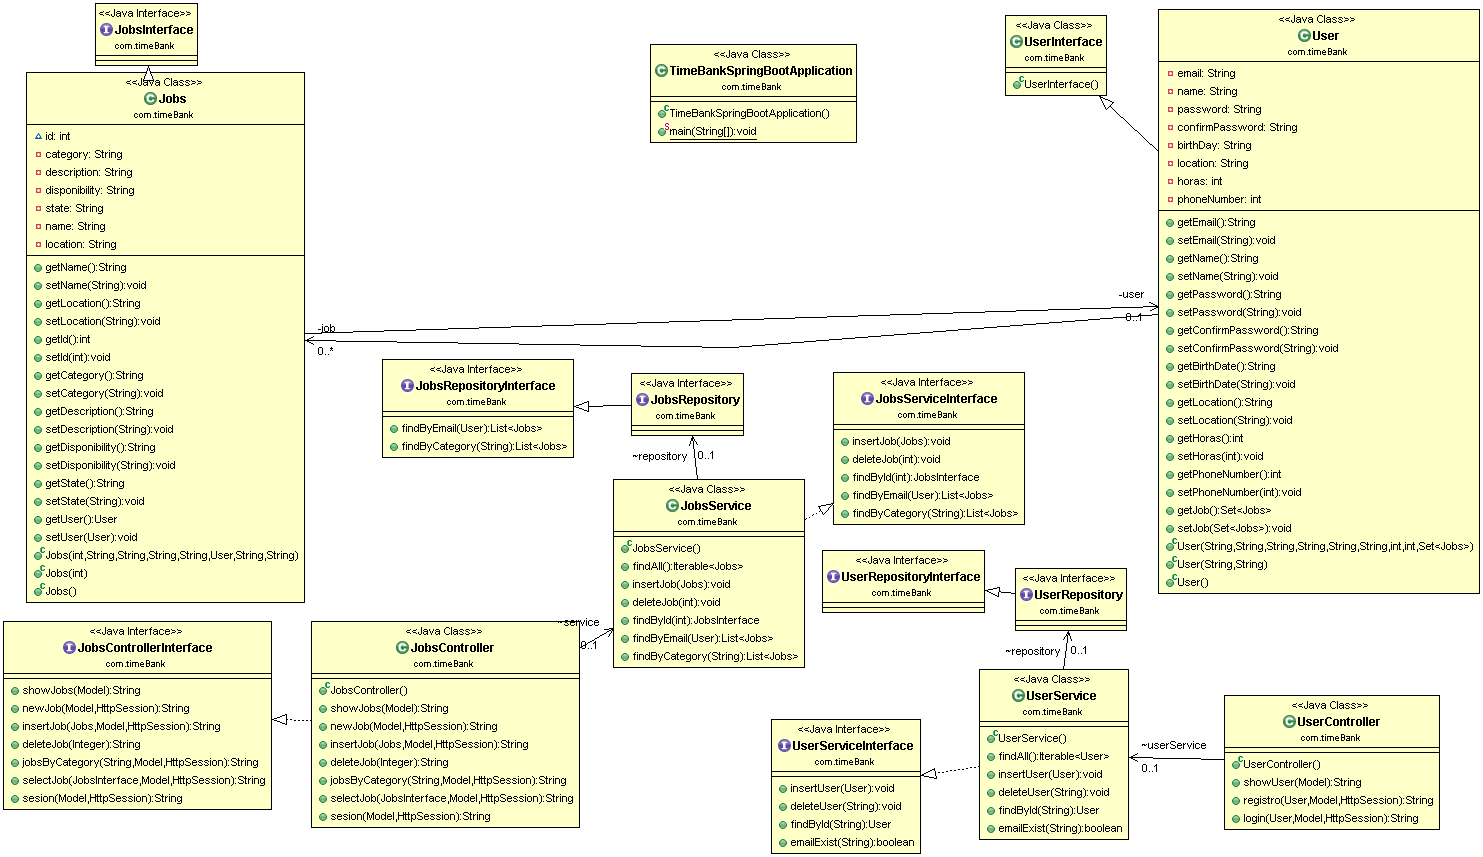 <<Java Interface>>
JobsInterface
com.timeBank
<<Java Class>>
Jobs
com.timeBank
id: int
category: String
description: String
disponibility: String
state: String
name: String
location: String
getName():String
setName(String):void
getLocation():String
setLocation(String):void
getId():int
setId(int):void
getCategory():String
setCategory(String):void
getDescription():String
setDescription(String):void
getDisponibility():String
setDisponibility(String):void
getState():String
setState(String):void
getUser():User
setUser(User):void
Jobs(int,String,String,String,String,User,String,String)
Jobs(int)
Jobs()
<<Java Class>>
TimeBankSpringBootApplication
com.timeBank
TimeBankSpringBootApplication()
main(String[]):void
<<Java Class>>
UserInterface
com.timeBank
UserInterface()
<<Java Class>>
User
com.timeBank
email: String
name: String
password: String
confirmPassword: String
birthDay: String
location: String
horas: int
phoneNumber: int
getEmail():String
setEmail(String):void
getName():String
setName(String):void
getPassword():String
setPassword(String):void
getConfirmPassword():String
setConfirmPassword(String):void
getBirthDate():String
setBirthDate(String):void
getLocation():String
setLocation(String):void
getHoras():int
setHoras(int):void
getPhoneNumber():int
setPhoneNumber(int):void
getJob():Set<Jobs>
setJob(Set<Jobs>):void
User(String,String,String,String,String,String,int,int,Set<Jobs>)
User(String,String)
User()
-user
0..1
-job
0..*
<<Java Interface>>
JobsRepositoryInterface
com.timeBank
findByEmail(User):List<Jobs>
findByCategory(String):List<Jobs>
<<Java Interface>>
JobsRepository
com.timeBank
<<Java Interface>>
JobsServiceInterface
com.timeBank
insertJob(Jobs):void
deleteJob(int):void
findById(int):JobsInterface
findByEmail(User):List<Jobs>
findByCategory(String):List<Jobs>
~repository
0..1
<<Java Class>>
JobsService
com.timeBank
JobsService()
findAll():Iterable<Jobs>
insertJob(Jobs):void
deleteJob(int):void
findById(int):JobsInterface
findByEmail(User):List<Jobs>
findByCategory(String):List<Jobs>
<<Java Interface>>
UserRepositoryInterface
com.timeBank
<<Java Interface>>
UserRepository
com.timeBank
<<Java Interface>>
JobsControllerInterface
com.timeBank
showJobs(Model):String
newJob(Model,HttpSession):String
insertJob(Jobs,Model,HttpSession):String
deleteJob(Integer):String
jobsByCategory(String,Model,HttpSession):String
selectJob(JobsInterface,Model,HttpSession):String
sesion(Model,HttpSession):String
<<Java Class>>
JobsController
com.timeBank
JobsController()
showJobs(Model):String
newJob(Model,HttpSession):String
insertJob(Jobs,Model,HttpSession):String
deleteJob(Integer):String
jobsByCategory(String,Model,HttpSession):String
selectJob(JobsInterface,Model,HttpSession):String
sesion(Model,HttpSession):String
~service
0..1
~repository
0..1
<<Java Interface>>
UserServiceInterface
com.timeBank
insertUser(User):void
deleteUser(String):void
findById(String):User
emailExist(String):boolean
<<Java Class>>
UserService
com.timeBank
UserService()
findAll():Iterable<User>
insertUser(User):void
deleteUser(String):void
findById(String):User
emailExist(String):boolean
~userService
0..1
<<Java Class>>
UserController
com.timeBank
UserController()
showUser(Model):String
registro(User,Model,HttpSession):String
login(User,Model,HttpSession):String